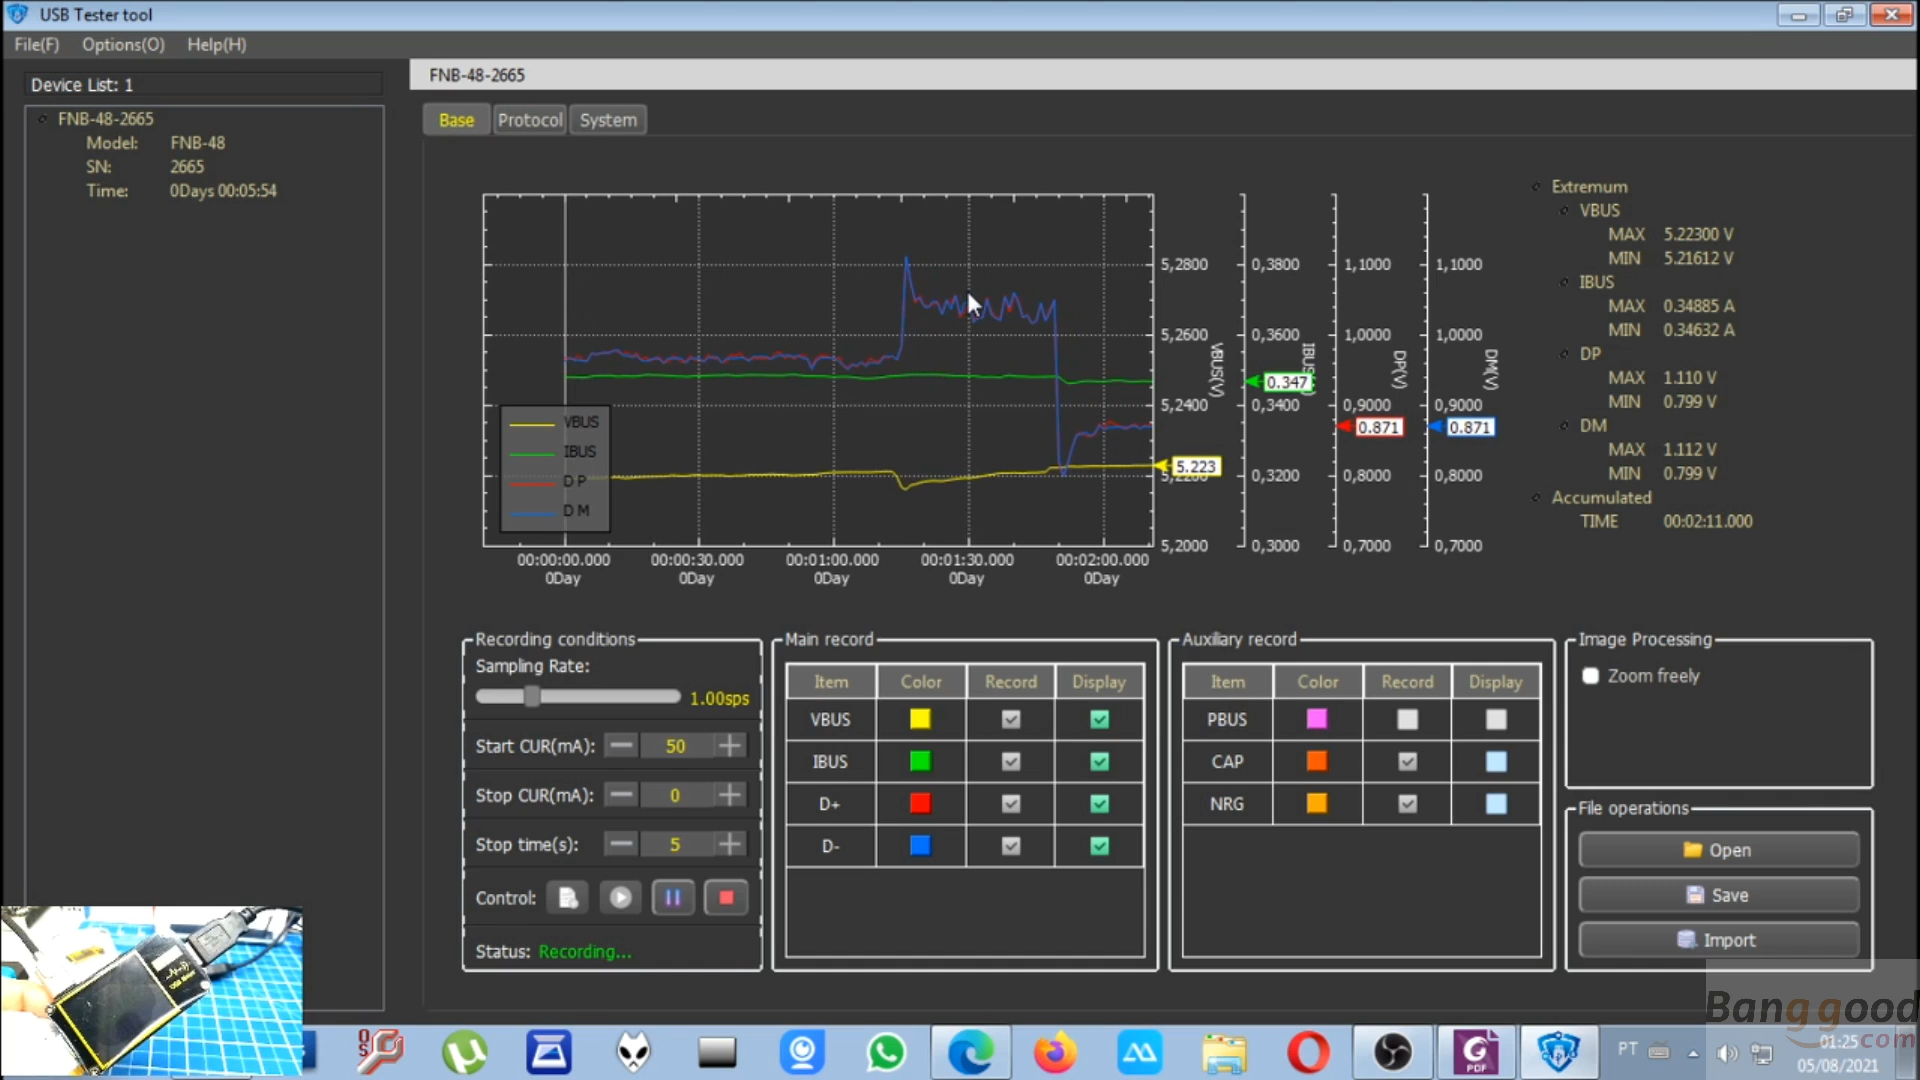 USB Tester tool
File(F) Options(O) Help(H)
Device List: 1
FNB-48-2665
Model: FNB-48
SN: 2665
Time: 0Days 00:05:54
FNB-48-2665
Base Protocol System
5,2800
5,2600
5,2400
5,2200
5,2000
VBUS(V)
5.223
0,3800
0,3600
0,3400
0,3200
0,3000
IBUS
0.347
1,1000
1,0000
0,9000
0,8000
0,7000
DP(V)
0.871
1,1000
1,0000
0,9000
0,8000
0,7000
DM(V)
0.871
VBUS
IBUS
D P
D M
00:00:00.000 00:00:30.000 00:01:00.000 00:01:30.000 00:02:00.000
0Day 0Day 0Day 0Day 0Day
Extremum
VBUS
MAX 5.22300 V
MIN 5.21612 V
IBUS
MAX 0.34885 A
MIN 0.34632 A
DP
MAX 1.110 V
MIN 0.799 V
DM
MAX 1.112 V
MIN 0.799 V
Accumulated
TIME 00:02:11.000
Recording conditions
Sampling Rate:
1.00sps
Start CUR(mA): 50
Stop CUR(mA): 0
Stop time(s): 5
Control:
Status: Recording...
Main record
Item Color Record Display
VBUS
IBUS
D+
D-
Auxiliary record
Item Color Record Display
PBUS
CAP
NRG
Image Processing
Zoom freely
File operations
Open
Save
Import
Banggood
.com
PDF
PT
01:25
05/08/2021